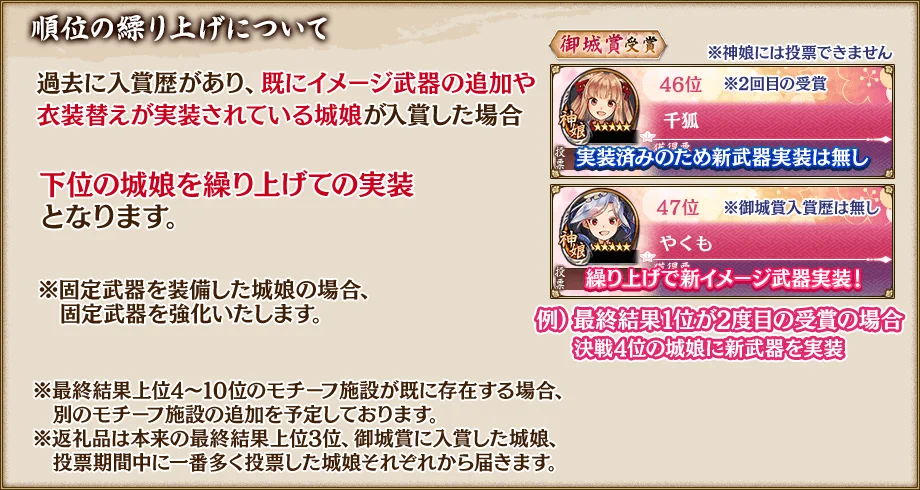 順位の繰り上げについて
過去に入賞歴があり、既にイメージ武器の追加や
衣装替えが実装されている城娘が入賞した場合
下位の城娘を繰り上げての実装
となります。
※固定武器を装備した城娘の場合、
固定武器を強化いたします。
御城賞受賞
※神娘には投票できません
46位 ※2回目の受賞
千狐
神娘
投票
実装済みのため新武器実装は無し
47位 ※御城賞入賞歴は無し
やくも
神娘
投票
繰り上げで新イメージ武器実装!
例）最終結果1位が2度目の受賞の場合
決戦4位の城娘に新武器を実装
※最終結果上位4〜10位のモチーフ施設が既に存在する場合、
別のモチーフ施設の追加を予定しております。
※返礼品は本来の最終結果上位3位、御城賞に入賞した城娘、
投票期間中に一番多く投票した城娘それぞれから届きます。